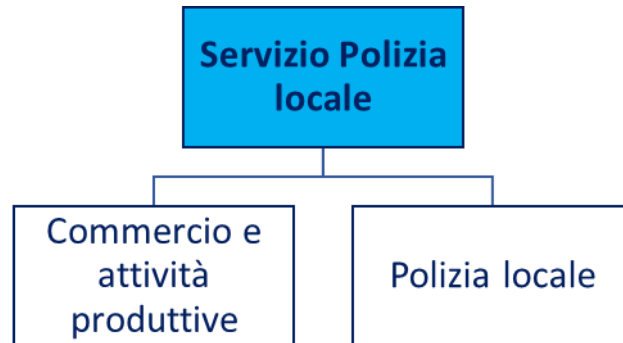 Servizio Polizia
locale
Commercio e
attività
produttive
Polizia locale